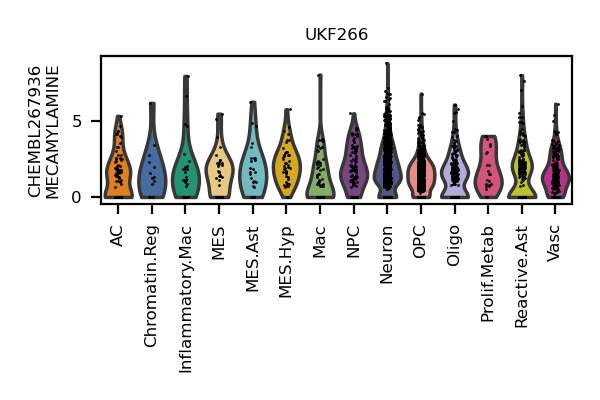 UKF266
CHEMBL267936
MECAMYLAMINE
5
0
AC
Chromatin.Reg
Inflammatory.Mac
MES
MES.Ast
MES.Hyp
Mac
NPC
Neuron
OPC
Oligo
Prolif.Metab
Reactive.Ast
Vasc